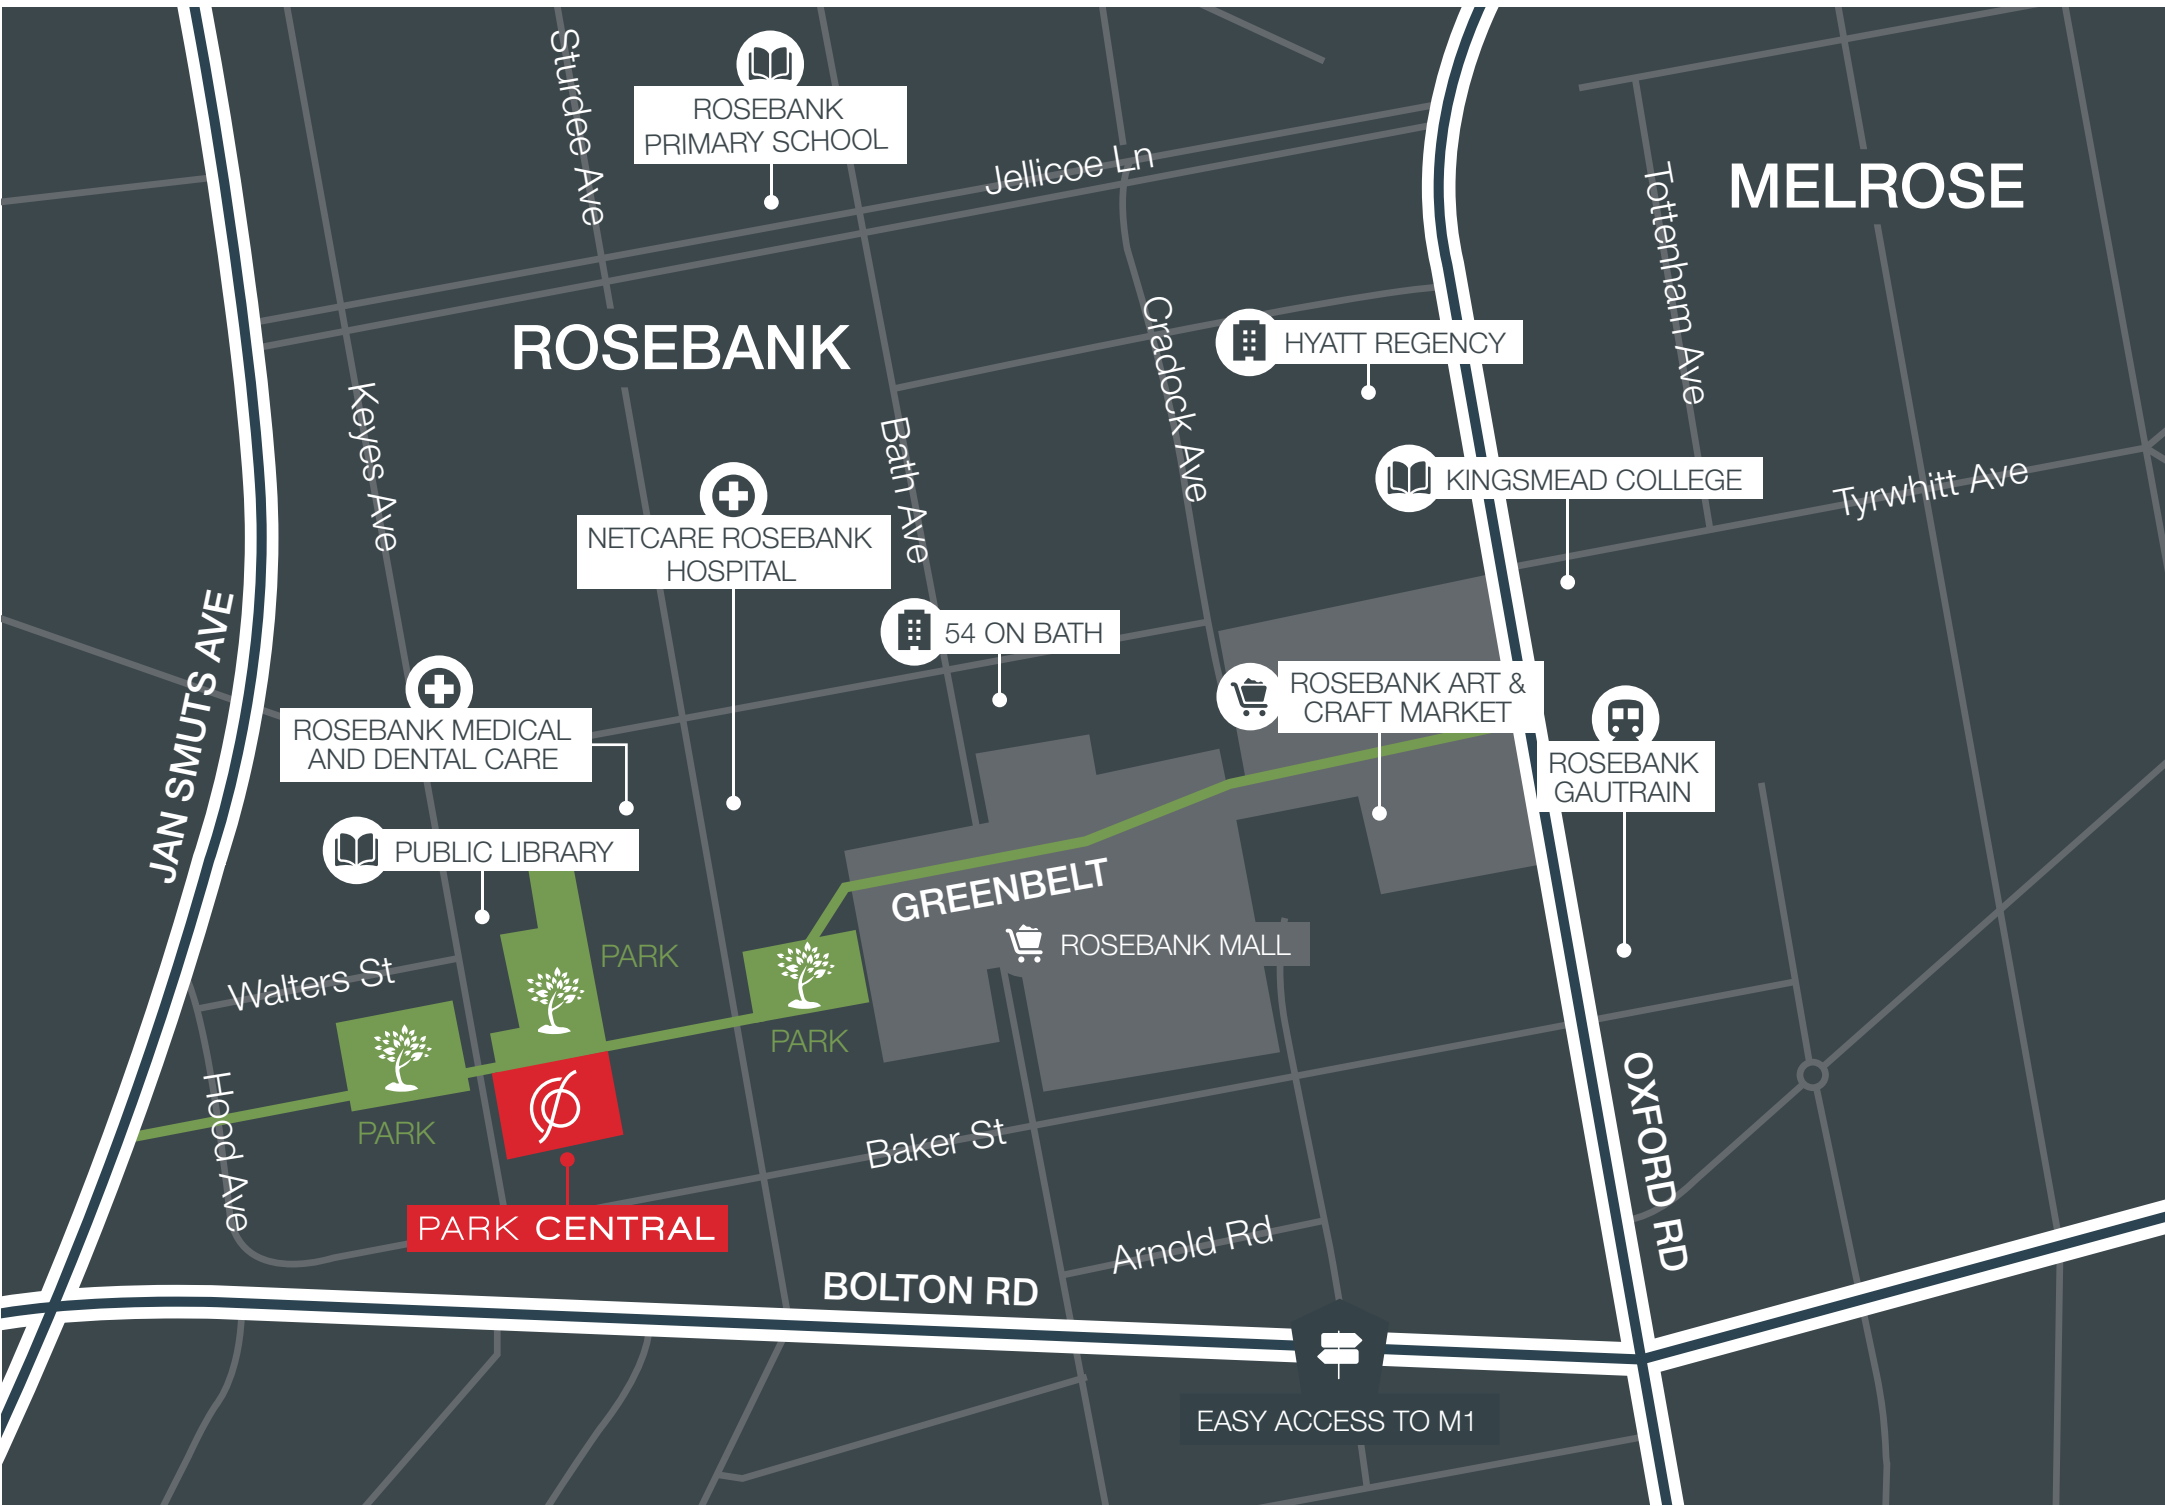 Sturdee Ave
ROSEBANK
PRIMARY SCHOOL
Jellicoe Ln
MELROSE
Tottenham Ave
ROSEBANK
Cradock Ave
HYATT REGENCY
Keyes Ave
Bath Ave
KINGSMEAD COLLEGE
Tyrwhitt Ave
NETCARE ROSEBANK
HOSPITAL
JAN SMUTS AVE
54 ON BATH
ROSEBANK ART &
CRAFT MARKET
ROSEBANK MEDICAL
AND DENTAL CARE
ROSEBANK
GAUTRAIN
PUBLIC LIBRARY
GREENBELT
PARK
ROSEBANK MALL
Walters St
PARK
Hood Ave
PARK
Baker St
OXFORD RD
PARK CENTRAL
Arnold Rd
BOLTON RD
EASY ACCESS TO M1